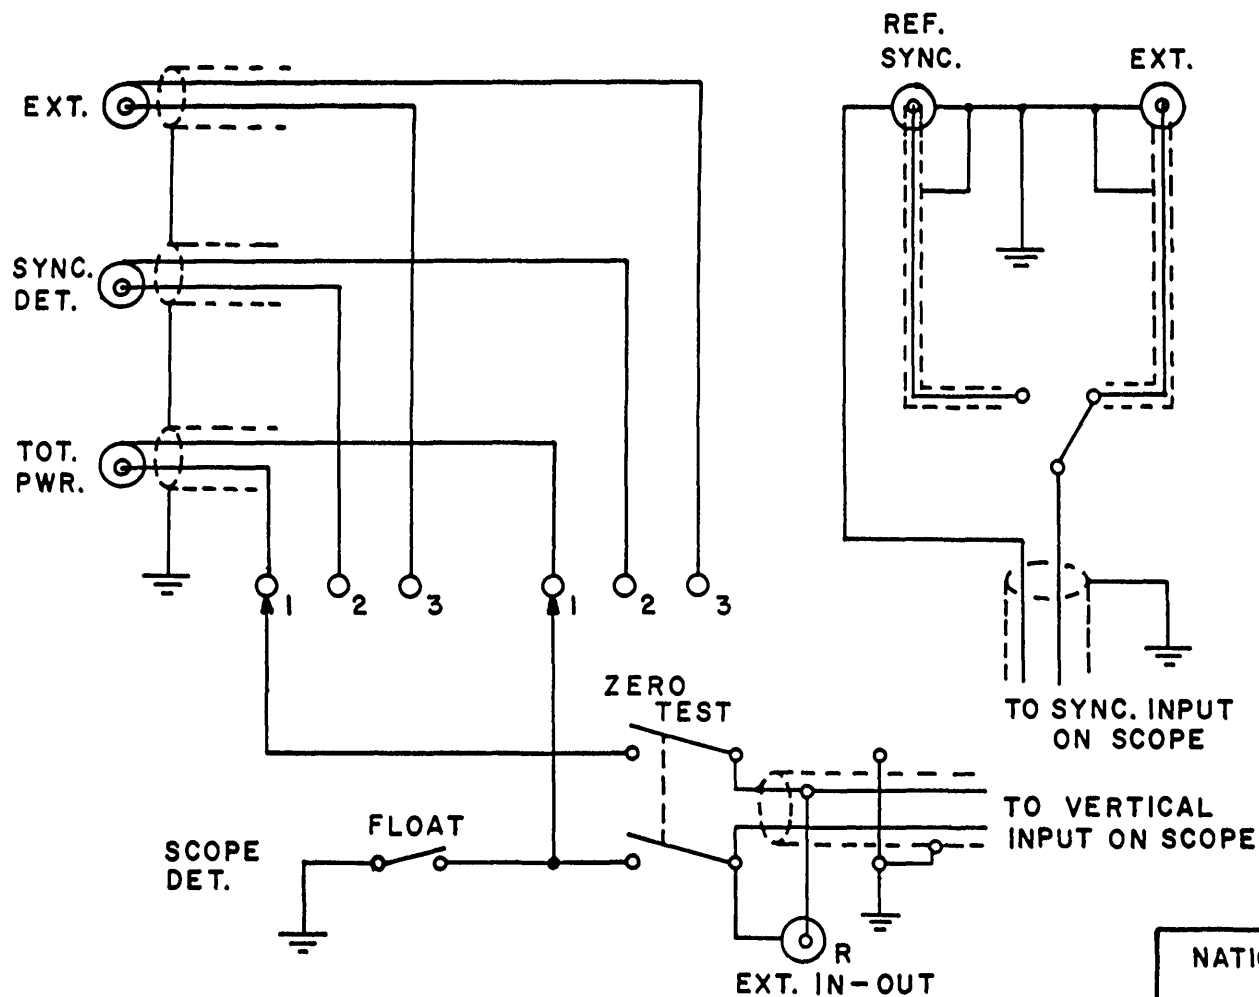 REF.
SYNC.
EXT.
EXT.
SYNC.
DET.
TOT.
PWR.
1
2
3
1
2
3
ZERO
TEST
TO SYNC. INPUT
ON SCOPE
FLOAT
SCOPE
DET.
TO VERTICAL
INPUT ON SCOPE
R
EXT. IN-OUT